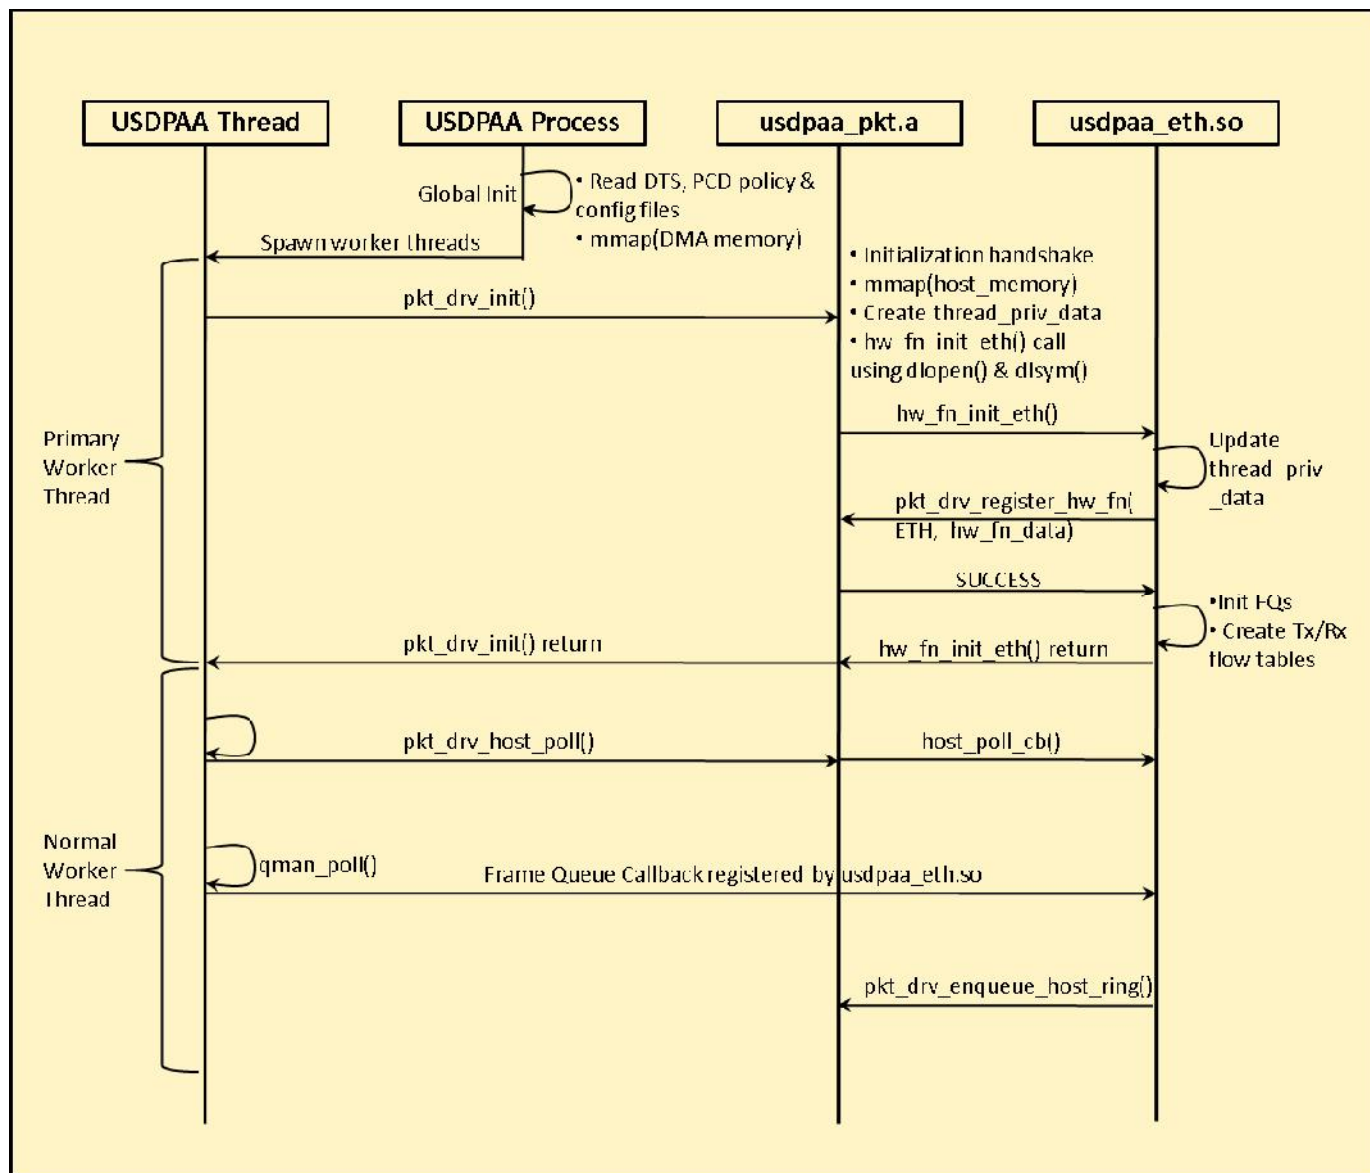 USDPAA Thread
USDPAA Process
usdpaa_pkt.a
usdpaa_eth.so
Global Init
• Read DTS, PCD policy &
config files
• mmap(DMA memory)
Spawn worker threads
• Initialization handshake
• mmap(host_memory)
• Create thread_priv_data
• hw_fn_init_eth() call
using dlopen() & dlsym()
pkt_drv_init()
hw_fn_init_eth()
Primary
Worker
Thread
Update
thread_priv
_data
pkt_drv_register_hw_fn(
ETH, hw_fn_data)
SUCCESS
•Init FQs
• Create Tx/Rx
flow tables
pkt_drv_init() return
hw_fn_init_eth() return
pkt_drv_host_poll()
host_poll_cb()
Normal
Worker
Thread
qman_poll()
Frame Queue Callback registered by usdpaa_eth.so
pkt_drv_enqueue_host_ring()